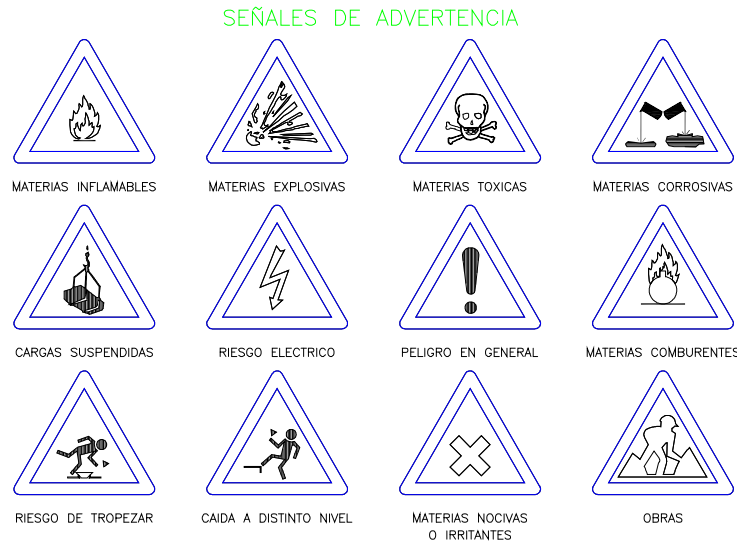 SEÑALES DE ADVERTENCIA
MATERIAS INFLAMABLES
MATERIAS EXPLOSIVAS
MATERIAS TOXICAS
MATERIAS CORROSIVAS
CARGAS SUSPENDIDAS
RIESGO ELECTRICO
PELIGRO EN GENERAL
MATERIAS COMBURENTES
RIESGO DE TROPEZAR
CAIDA A DISTINTO NIVEL
MATERIAS NOCIVAS
O IRRITANTES
OBRAS